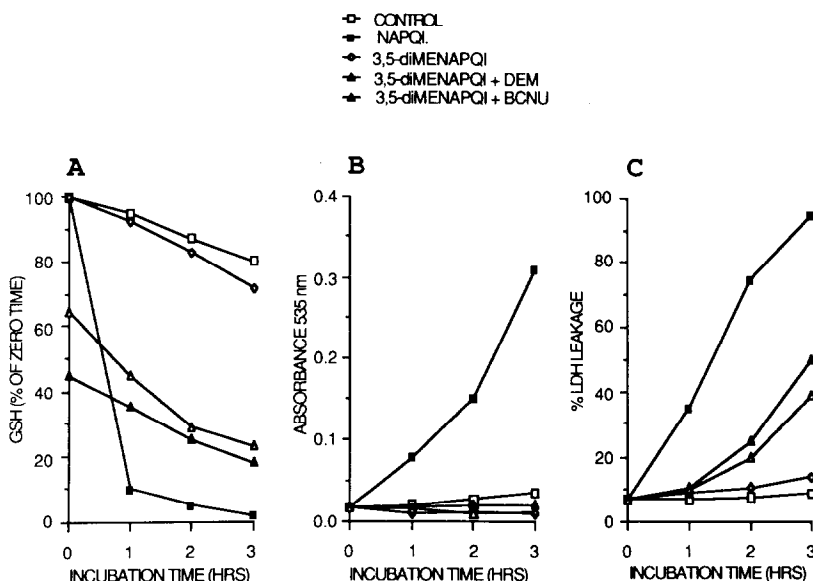 CONTROL
NAPQI.
3,5-diMENAPQI
3,5-diMENAPQI + DEM
3,5-diMENAPQI + BCNU
A
B
C
GSH (% OF ZERO TIME)
100
80
60
40
20
0
0 1 2 3
INCUBATION TIME (HRS)
ABSORBANCE 535 nm
0.4
0.3
0.2
0.1
0.0
0 1 2 3
INCUBATION TIME (HRS)
% LDH LEAKAGE
100
80
60
40
20
0
0 1 2 3
INCUBATION TIME (HRS)